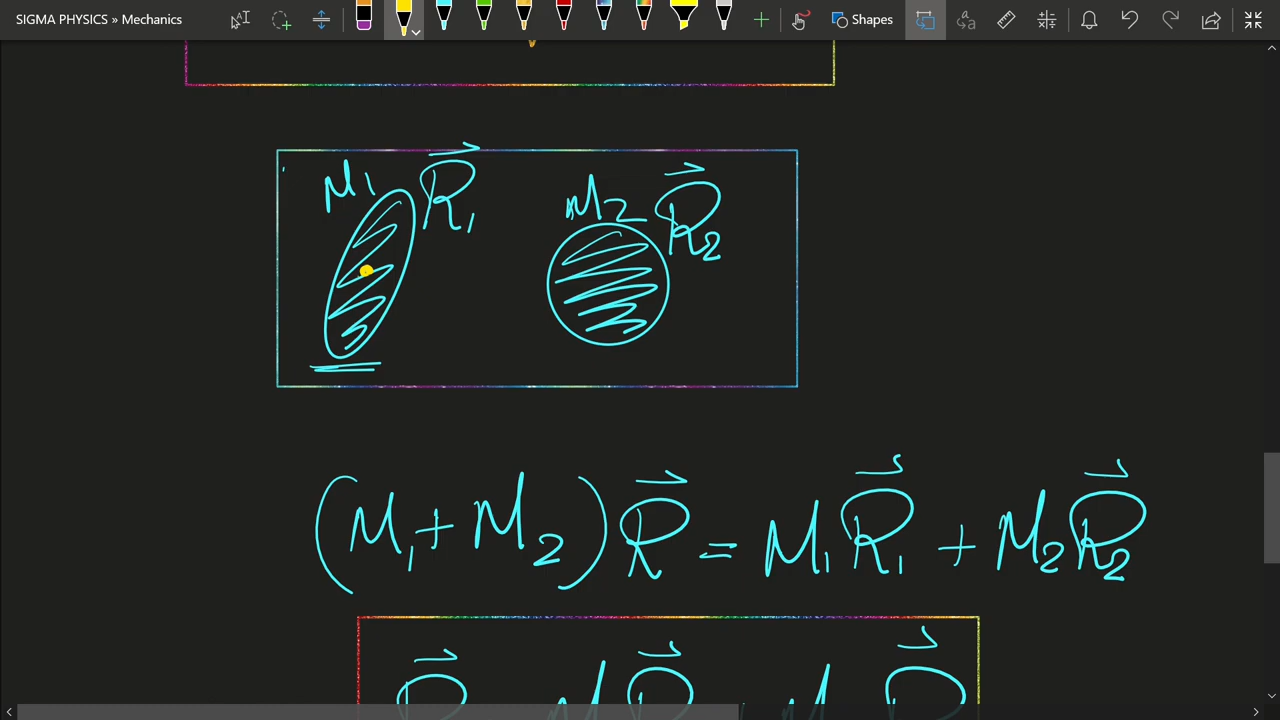 SIGMA PHYSICS » Mechanics
Shapes
M₁ R⃗₁ M₂ R⃗₂
(M₁ + M₂) R⃗ = M₁R⃗₁ + M₂R⃗₂